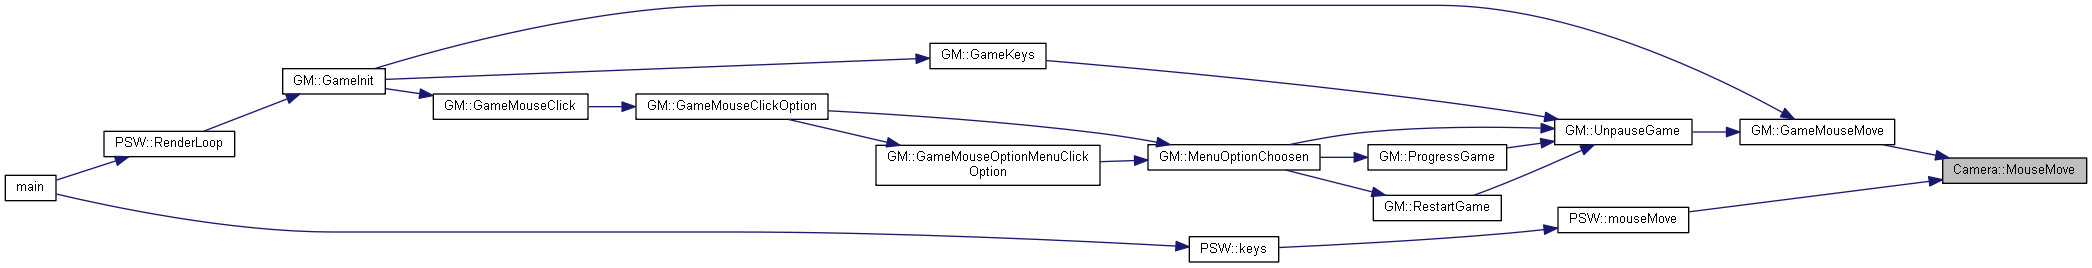 main
PSW::RenderLoop
GM::GameInit
GM::GameKeys
GM::GameMouseClick
GM::GameMouseClickOption
GM::GameMouseOptionMenuClick
Option
GM::MenuOptionChoosen
GM::ProgressGame
GM::RestartGame
GM::UnpauseGame
GM::GameMouseMove
Camera::MouseMove
PSW::mouseMove
PSW::keys